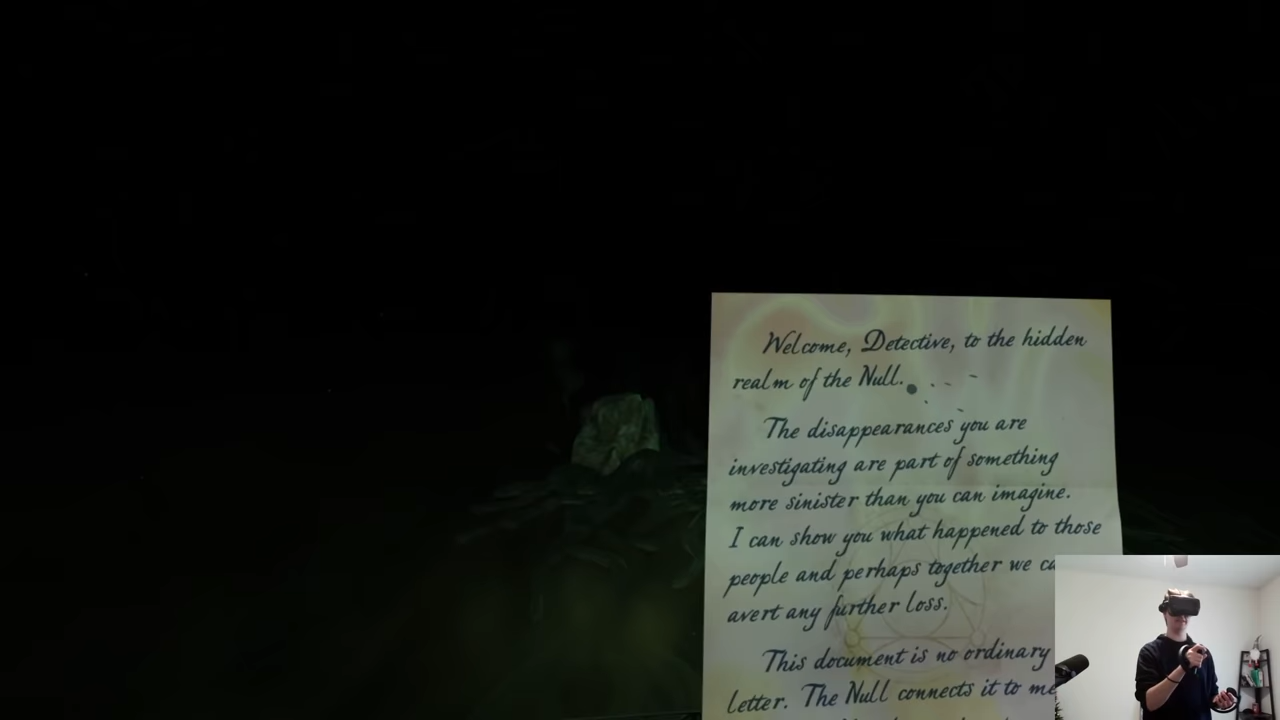 Welcome, Detective, to the hidden
realm of the Null.
The disappearances you are
investigating are part of something
more sinister than you can imagine.
I can show you what happened to those
people and perhaps together we
avert any further loss.
This document is no ordinary
letter. The Null connects it to me